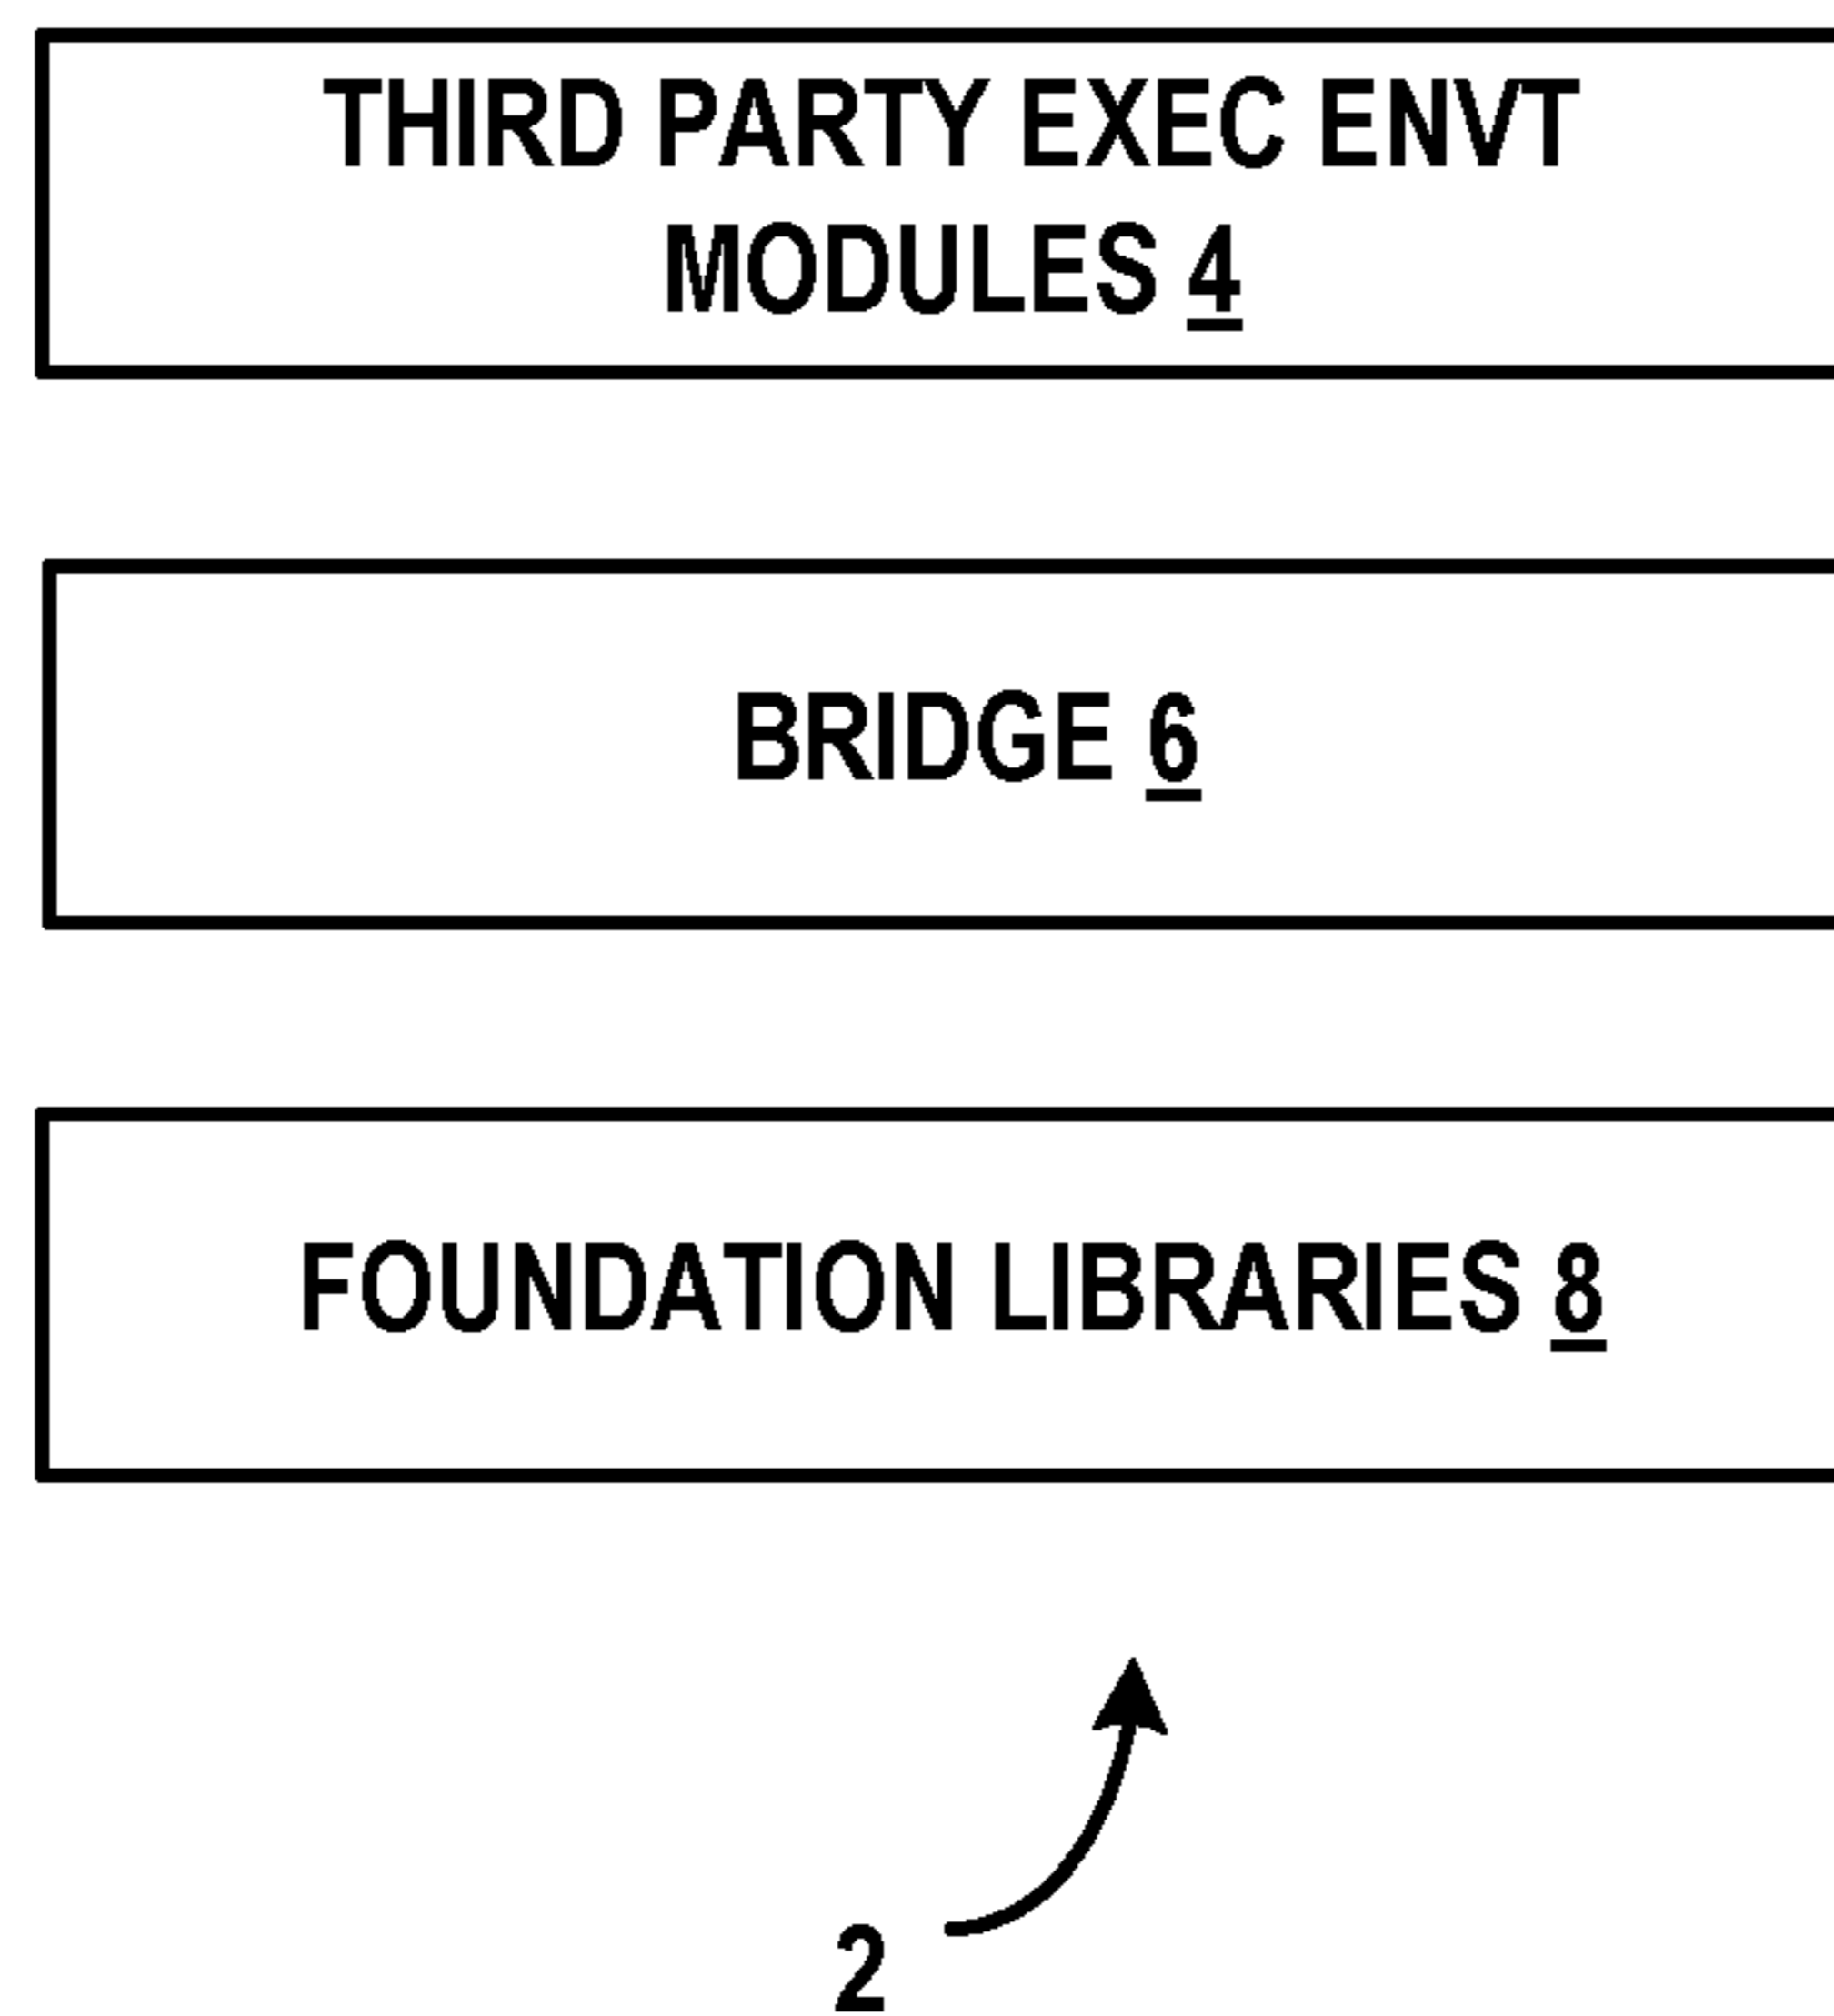 THIRD PARTY EXEC ENVT
MODULES 4
BRIDGE 6
FOUNDATION LIBRARIES 8
2